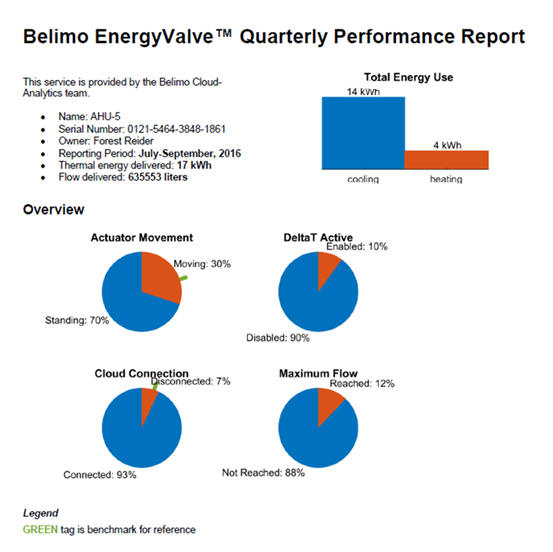 Belimo EnergyValve™ Quarterly Performance Report
This service is provided by the Belimo Cloud-
Analytics team.
• Name: AHU-5
• Serial Number: 0121-5464-3848-1861
• Owner: Forest Reider
• Reporting Period: July-September, 2016
• Thermal energy delivered: 17 kWh
• Flow delivered: 635553 liters
Total Energy Use
14 kWh
4 kWh
cooling
heating
Overview
Actuator Movement
Moving: 30%
Standing: 70%
DeltaT Active
Enabled: 10%
Disabled: 90%
Cloud Connection
Disconnected: 7%
Connected: 93%
Maximum Flow
Reached: 12%
Not Reached: 88%
Legend
GREEN tag is benchmark for reference